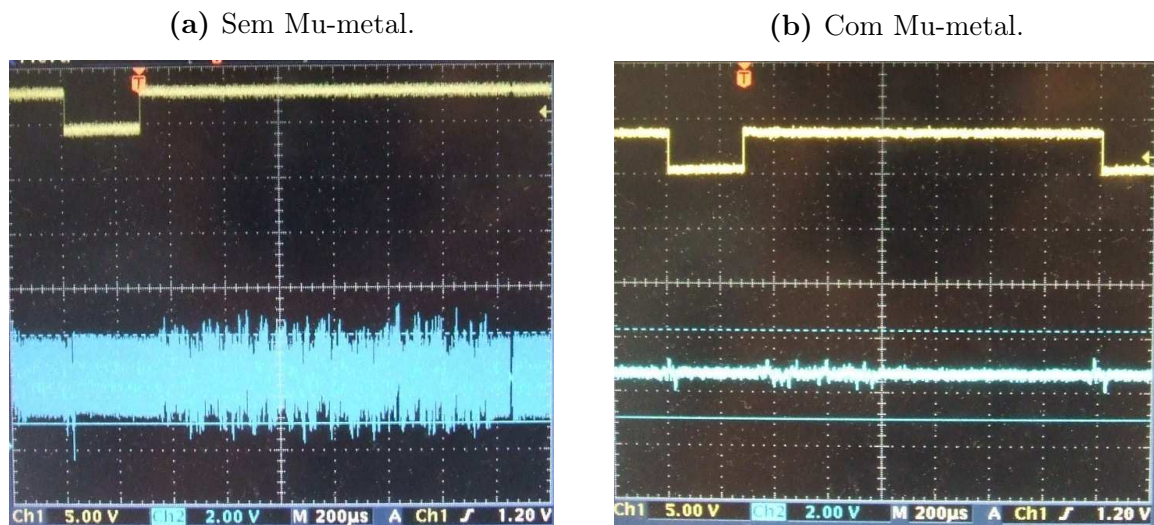 (a) Sem Mu-metal.
(b) Com Mu-metal.
T
Ch1 5.00 V Ch2 2.00 V M 200µs A Ch1 ƒ 1.20 V
T
Ch1 5.00 V Ch2 2.00 V M 200µs A Ch1 ƒ 1.20 V